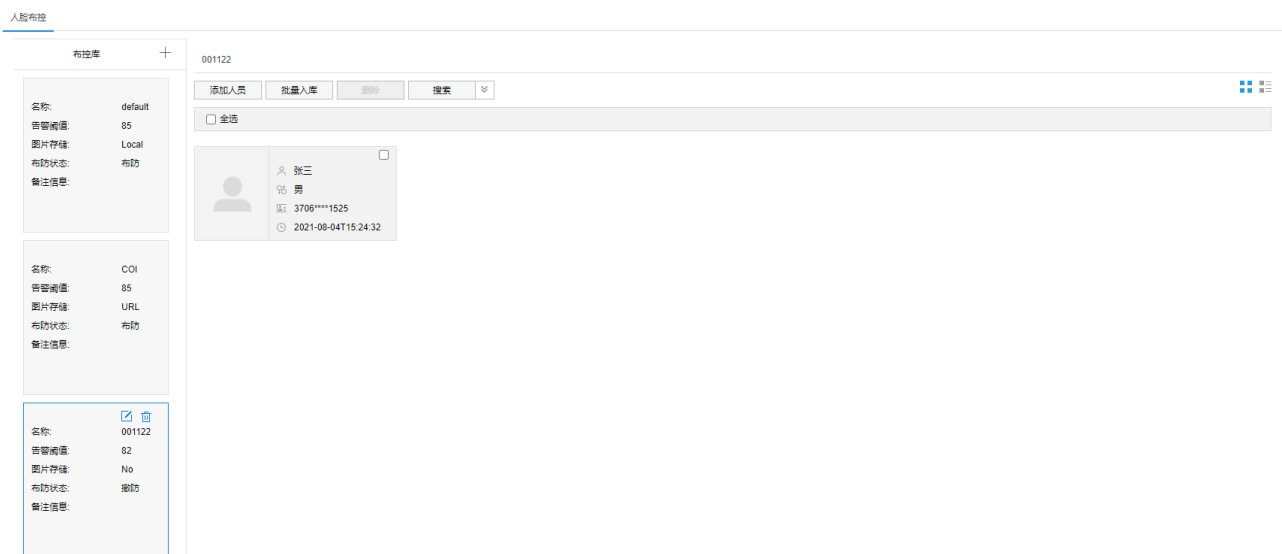 人脸布控
布控库
名称: default
告警阈值: 85
图片存储: Local
布防状态: 布防
备注信息:
名称: COI
告警阈值: 85
图片存储: URL
布防状态: 布防
备注信息:
名称: 001122
告警阈值: 82
图片存储: No
布防状态: 撤防
备注信息:
001122
添加人员 批量入库 删除 搜索
全选
张三
男
3706****1525
2021-08-04T15:24:32